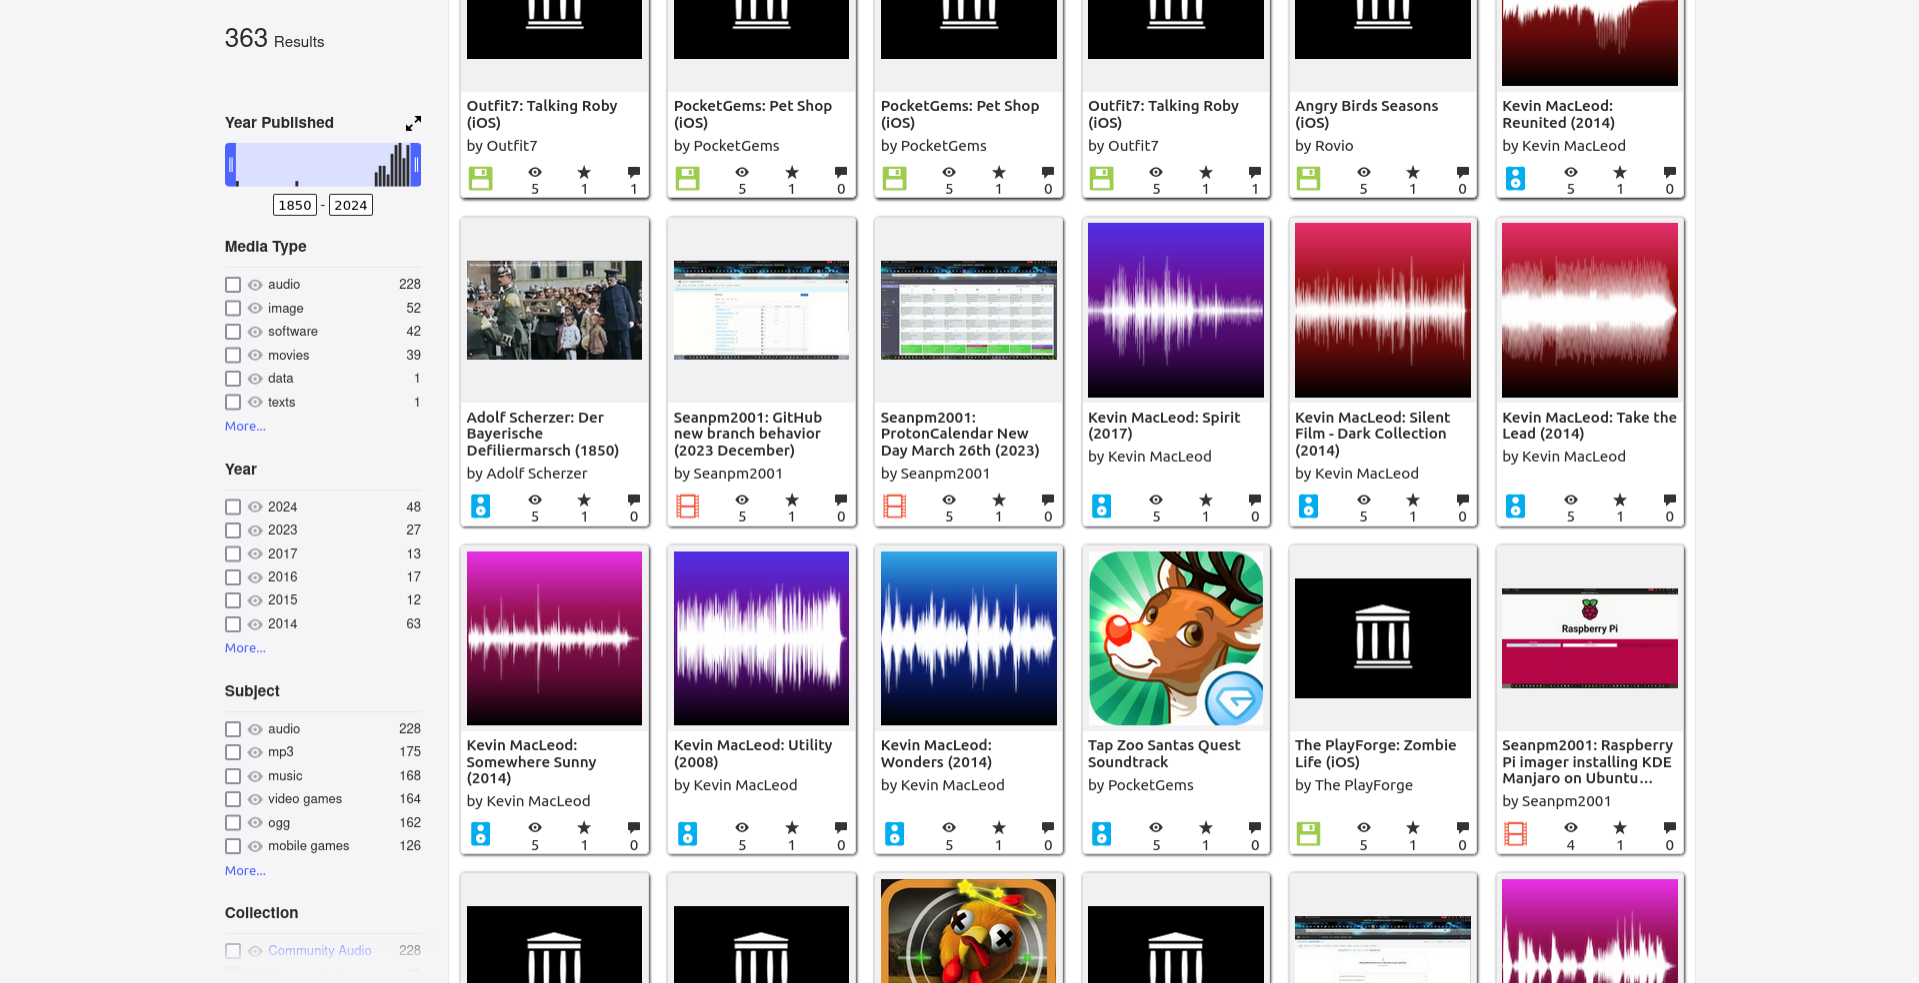 363 Results
Year Published
1850 - 2024
Media Type
audio 228
image 52
software 42
movies 39
data 1
texts 1
More...
Year
2024 48
2023 27
2017 13
2016 17
2015 12
2014 63
More...
Subject
audio 228
mp3 175
music 168
video games 164
ogg 162
mobile games 126
More...
Collection
Community Audio 228
Outfit7: Talking Roby
(iOS)
by Outfit7
5 1 1
PocketGems: Pet Shop
(iOS)
by PocketGems
5 1 0
PocketGems: Pet Shop
(iOS)
by PocketGems
5 1 0
Outfit7: Talking Roby
(iOS)
by Outfit7
5 1 1
Angry Birds Seasons
(iOS)
by Rovio
5 1 0
Kevin MacLeod:
Reunited (2014)
by Kevin MacLeod
5 1 0
Adolf Scherzer: Der
Bayerische
Defiliermarsch (1850)
by Adolf Scherzer
5 1 0
Seanpm2001: GitHub
new branch behavior
(2023 December)
by Seanpm2001
5 1 0
Seanpm2001:
ProtonCalendar New
Day March 26th (2023)
by Seanpm2001
5 1 0
Kevin MacLeod: Spirit
(2017)
by Kevin MacLeod
5 1 0
Kevin MacLeod: Silent
Film - Dark Collection
(2014)
by Kevin MacLeod
5 1 0
Kevin MacLeod: Take the
Lead (2014)
by Kevin MacLeod
5 1 0
Kevin MacLeod:
Somewhere Sunny
(2014)
by Kevin MacLeod
5 1 0
Kevin MacLeod: Utility
(2008)
by Kevin MacLeod
5 1 0
Kevin MacLeod:
Wonders (2014)
by Kevin MacLeod
5 1 0
Tap Zoo Santas Quest
Soundtrack
by PocketGems
5 1 0
The PlayForge: Zombie
Life (iOS)
by The PlayForge
5 1 0
Raspberry Pi
Seanpm2001: Raspberry
Pi imager installing KDE
Manjaro on Ubuntu...
by Seanpm2001
4 1 0